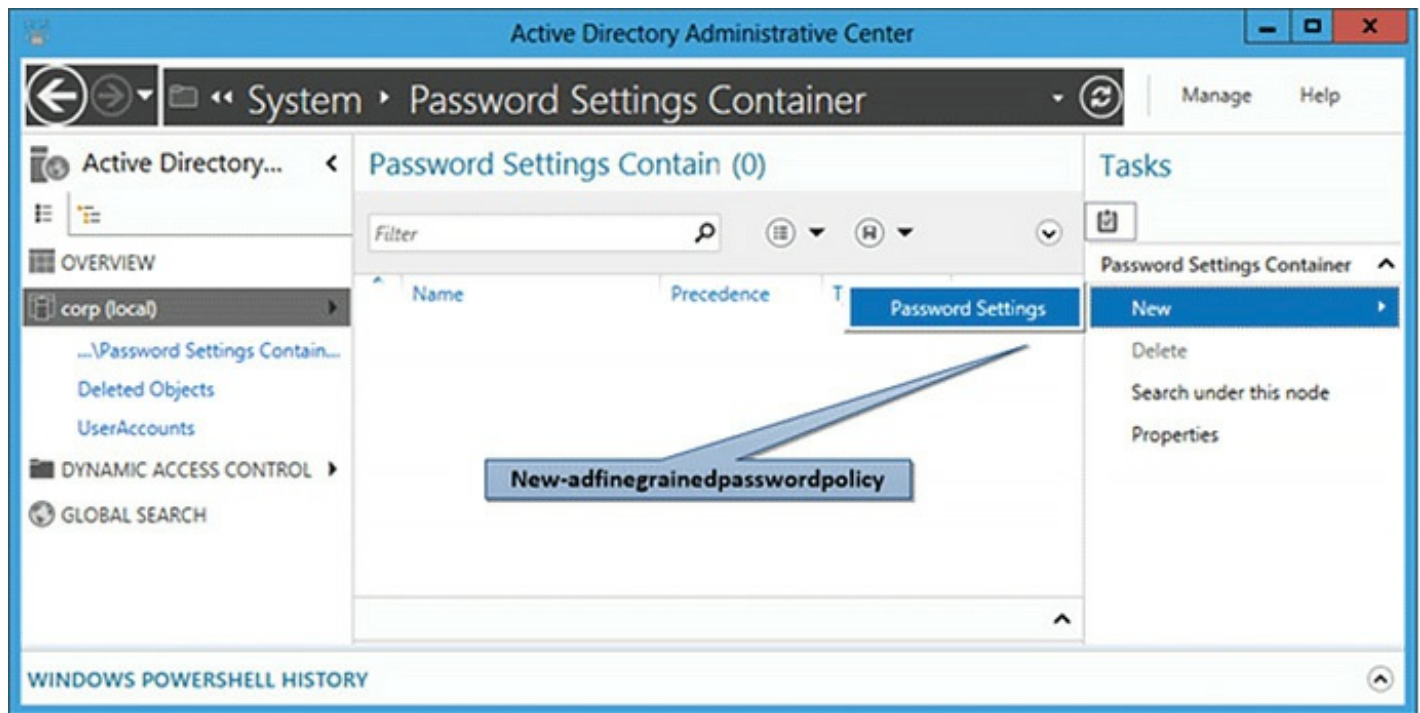 Active Directory Administrative Center
System Password Settings Container
Manage Help
Active Directory...
Password Settings Contain (0)
Tasks
Filter
OVERVIEW
Password Settings Container
corp (local)
Name Precedence T
Password Settings
New
...\Password Settings Contain...
Delete
Deleted Objects
Search under this node
UserAccounts
Properties
DYNAMIC ACCESS CONTROL
New-adfinegrainedpasswordpolicy
GLOBAL SEARCH
WINDOWS POWERSHELL HISTORY